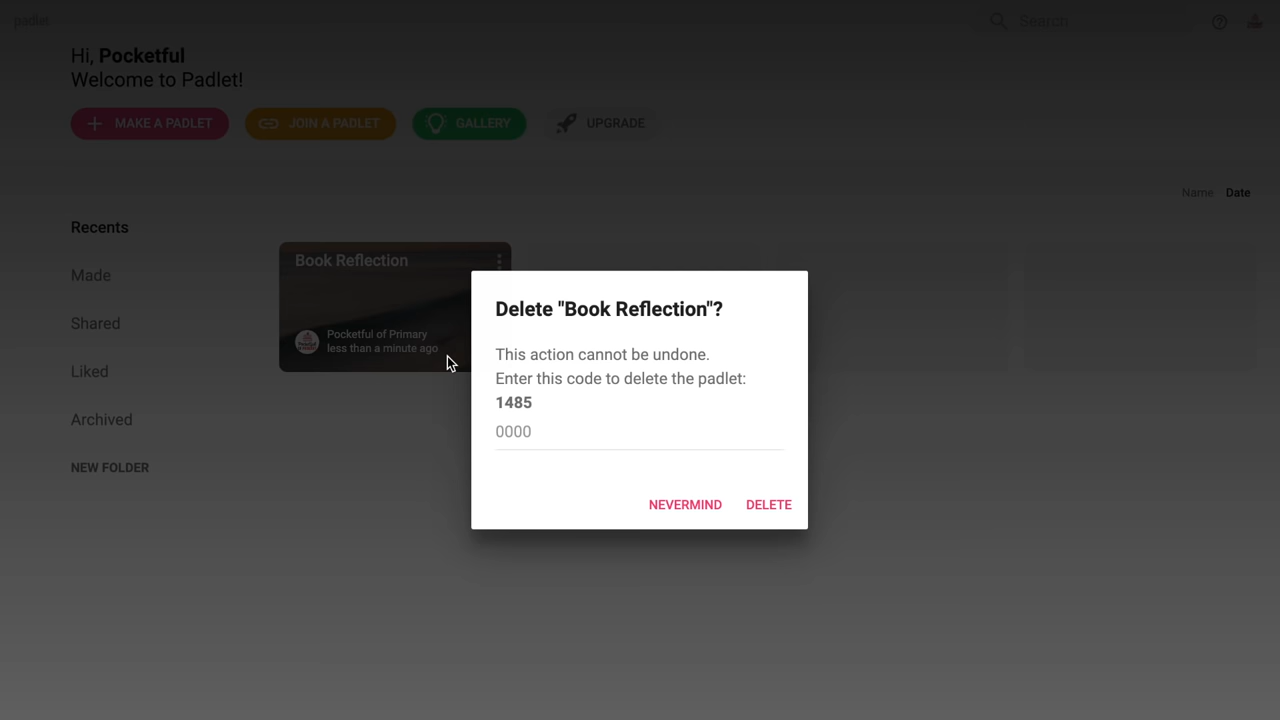 padlet
Search
Hi, Pocketful
Welcome to Padlet!
MAKE A PADLET
JOIN A PADLET
GALLERY
UPGRADE
Name Date
Recents
Made
Shared
Liked
Archived
NEW FOLDER
Book Reflection
Pocketful of Primary
less than a minute ago
Delete "Book Reflection"?
This action cannot be undone.
Enter this code to delete the padlet:
1485
0000
NEVERMIND DELETE